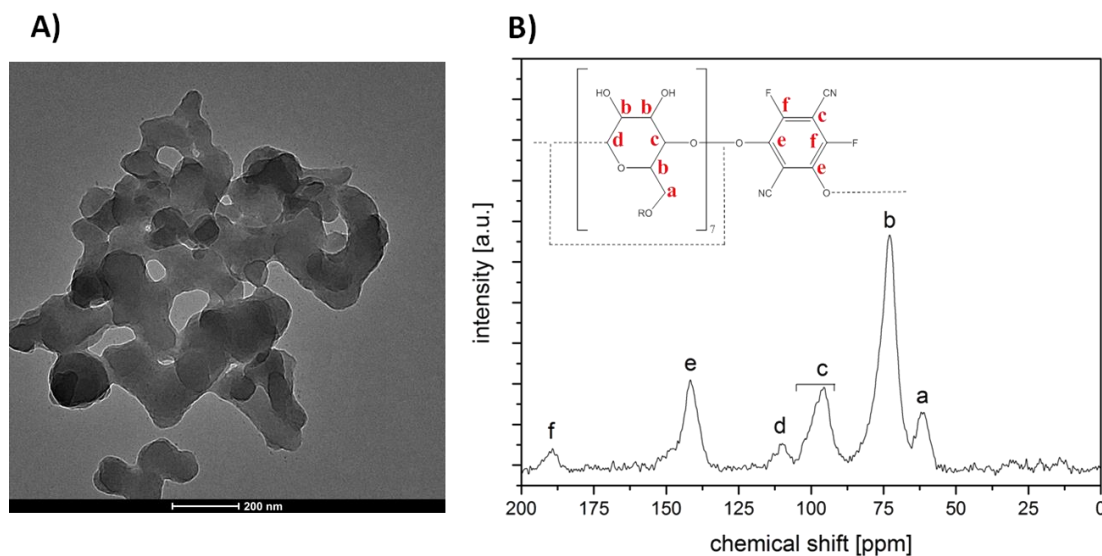 A)
200 nm
B)
intensity [a.u.]
HO
OH
b
b
d
c
O
b
a
RO
7
O
O
F
f
CN
c
e
f
F
e
NC
O
f
e
d
c
b
a
200
175
150
125
100
75
50
25
0
chemical shift [ppm]